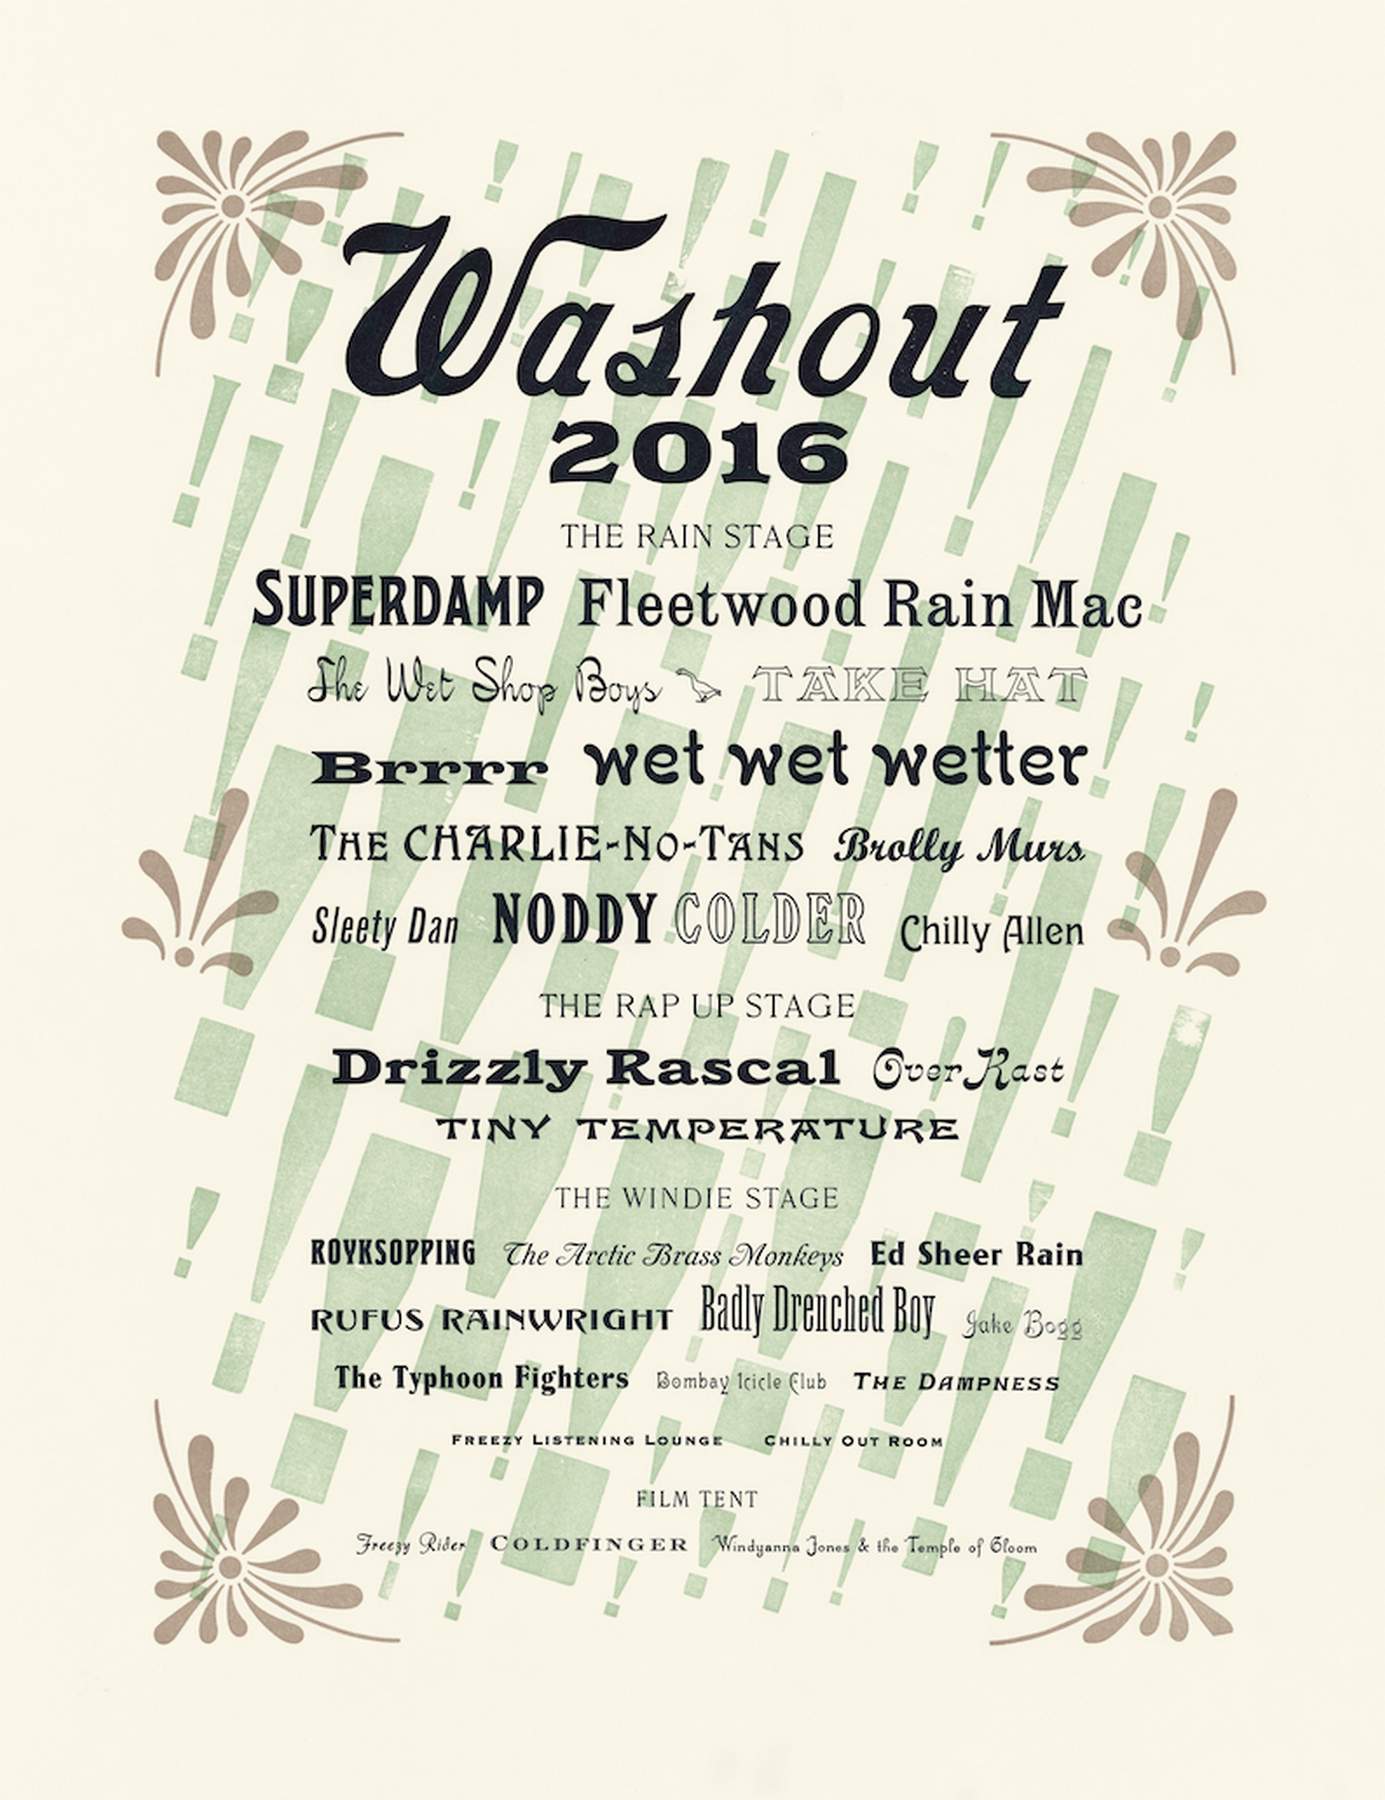 Washout
2016
THE RAIN STAGE
SUPERDAMP Fleetwood Rain Mac
The Wet Shop Boys TAKE HAT
Brrrr wet wet wetter
THE CHARLIE-NO-TANS Brolly Murs
Sleety Dan NODDY COLDER Chilly Allen
THE RAP UP STAGE
Drizzly Rascal OverKast
TINY TEMPERATURE
THE WINDIE STAGE
ROYKSOPPING The Arctic Brass Monkeys Ed Sheer Rain
RUFUS RAINWRIGHT Badly Drenched Boy Jake Bogg
The Typhoon Fighters Bombay Icicle Club THE DAMPNESS
FREEZY LISTENING LOUNGE CHILLY OUT ROOM
FILM TENT
Freezy Rider COLDFINGER Windyanna Jones & the Temple of Gloom